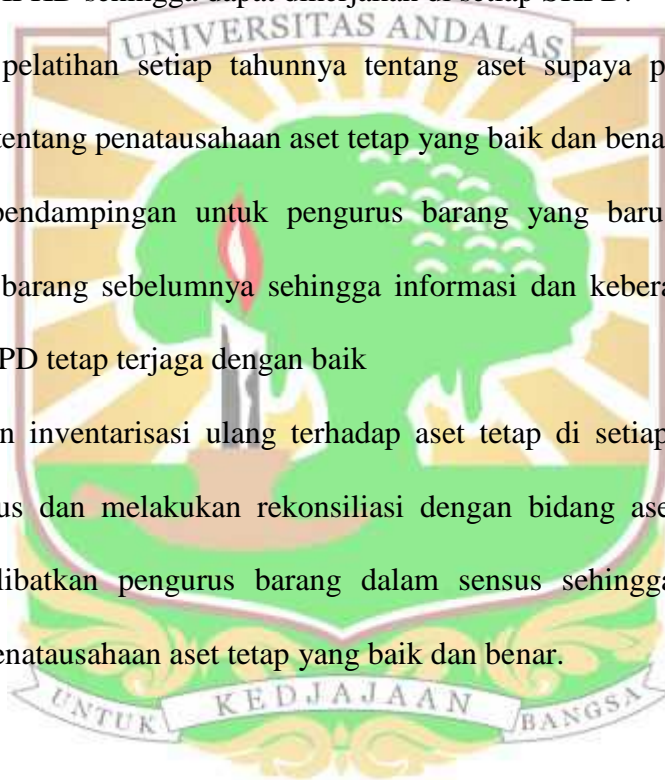 sehingga dapat dikerjakan di setiap SKPD.
UNIVERSITAS ANDALAS
pelatihan setiap tahunnya tentang aset supaya p
tentang penatausahaan aset tetap yang baik dan bena
pendampingan untuk pengurus barang yang baru
barang sebelumnya sehingga informasi dan kebera
PD tetap terjaga dengan baik
n inventarisasi ulang terhadap aset tetap di setiap
us dan melakukan rekonsiliasi dengan bidang ase
libatkan pengurus barang dalam sensus sehingga
enatausahaan aset tetap yang baik dan benar.
UNTUK KEDJAJAAN BANGSA